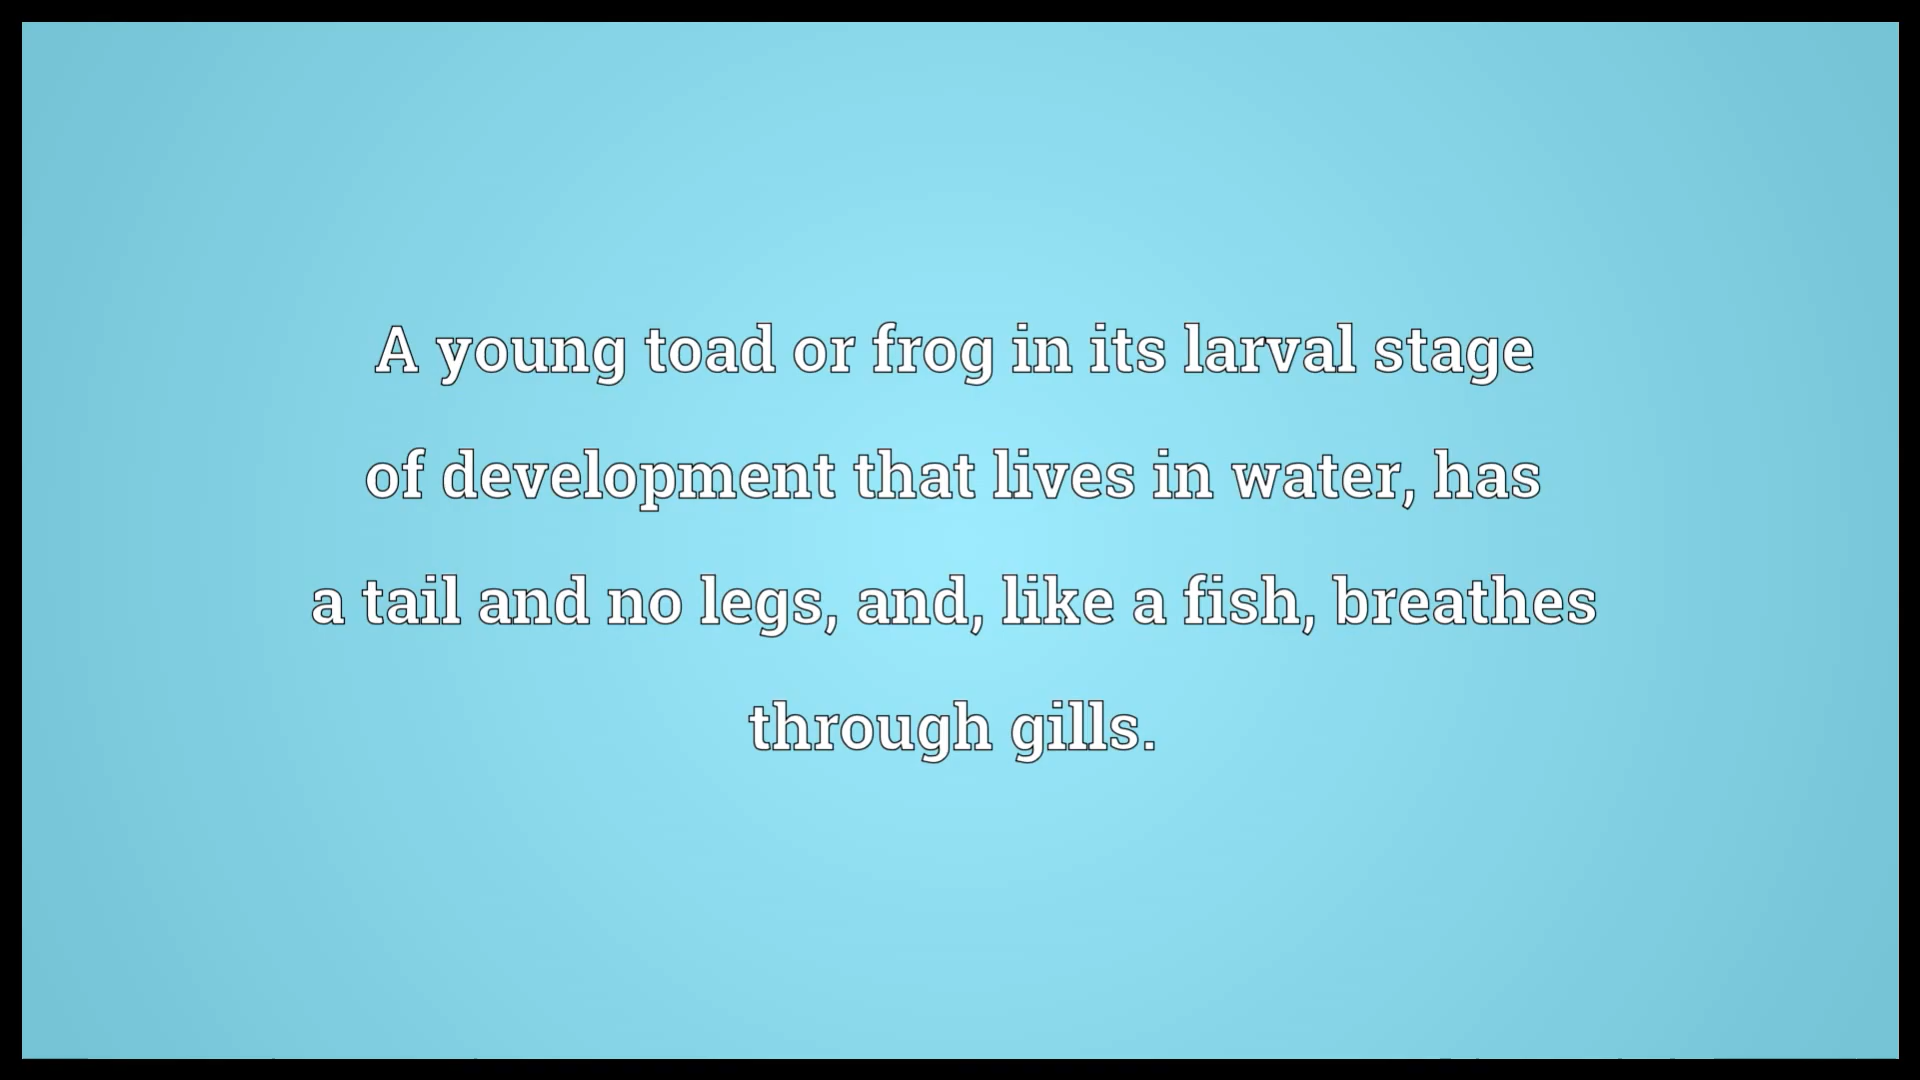 A young toad or frog in its larval stage
of development that lives in water, has
a tail and no legs, and, like a fish, breathes
through gills.